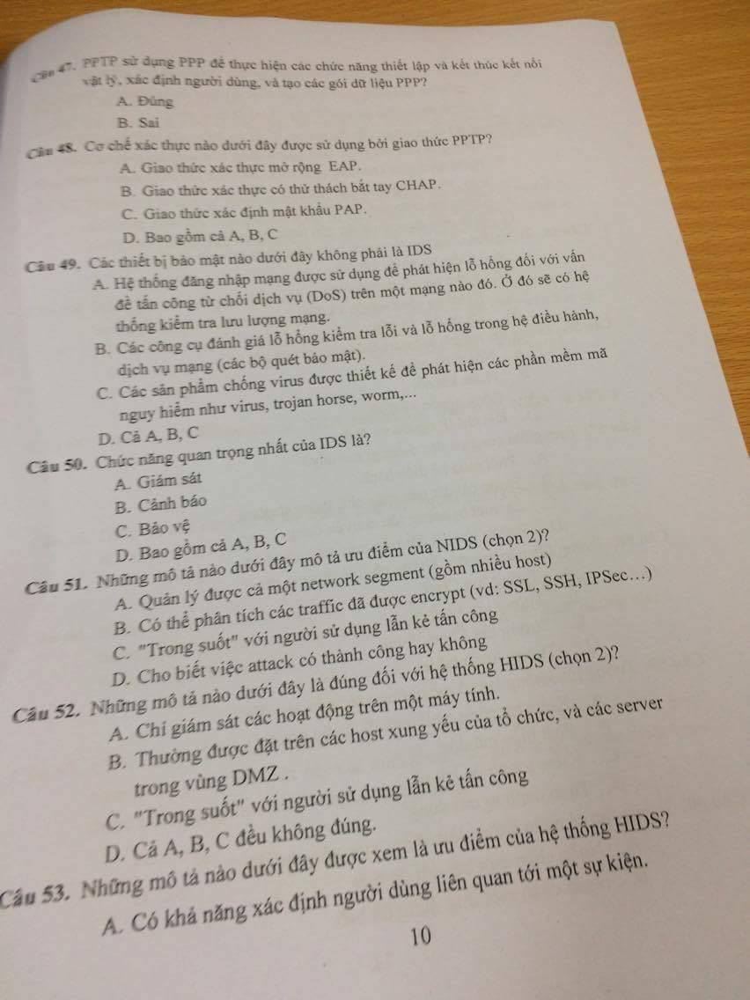 Câu 47. PPTP sử dụng PPP để thực hiện các chức năng thiết lập và kết thúc kết nối
vật lý, xác định người dùng, và tạo các gói dữ liệu PPP?
A. Đúng
B. Sai
Câu 48. Cơ chế xác thực nào dưới đây được sử dụng bởi giao thức PPTP?
A. Giao thức xác thực mở rộng EAP.
B. Giao thức xác thực có thử thách bắt tay CHAP.
C. Giao thức xác định mật khẩu PAP.
D. Bao gồm cả A, B, C
Câu 49. Các thiết bị bảo mật nào dưới đây không phải là IDS
A. Hệ thống đăng nhập mạng được sử dụng để phát hiện lỗ hổng đối với vấn
đề tấn công từ chối dịch vụ (DoS) trên một mạng nào đó. Ở đó sẽ có hệ
thống kiểm tra lưu lượng mạng.
B. Các công cụ đánh giá lỗ hổng kiểm tra lỗi và lỗ hổng trong hệ điều hành,
dịch vụ mạng (các bộ quét bảo mật).
C. Các sản phẩm chống virus được thiết kế để phát hiện các phần mềm mã
nguy hiểm như virus, trojan horse, worm,...
D. Cả A, B, C
Câu 50. Chức năng quan trọng nhất của IDS là?
A. Giám sát
B. Cảnh báo
C. Bảo vệ
D. Bao gồm cả A, B, C
Câu 51. Những mô tả nào dưới đây mô tả ưu điểm của NIDS (chọn 2)?
A. Quản lý được cả một network segment (gồm nhiều host)
B. Có thể phân tích các traffic đã được encrypt (vd: SSL, SSH, IPSec…)
C. "Trong suốt" với người sử dụng lẫn kẻ tấn công
D. Cho biết việc attack có thành công hay không
Câu 52. Những mô tả nào dưới đây là đúng đối với hệ thống HIDS (chọn 2)?
A. Chỉ giám sát các hoạt động trên một máy tính.
B. Thường được đặt trên các host xung yếu của tổ chức, và các server
trong vùng DMZ .
C. "Trong suốt" với người sử dụng lẫn kẻ tấn công
D. Cả A, B, C đều không đúng.
Câu 53. Những mô tả nào dưới đây được xem là ưu điểm của hệ thống HIDS?
A. Có khả năng xác định người dùng liên quan tới một sự kiện.
10